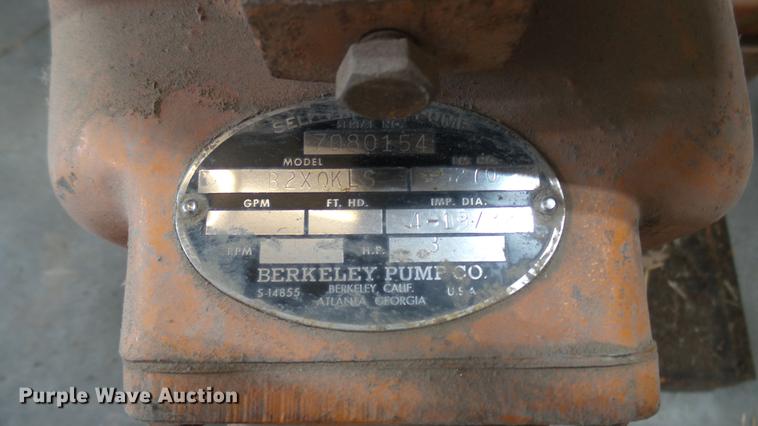 SERIAL NO.
7080154
MODEL
B2XQKLS
GPM FT. HD. IMP. DIA.
RPM H.P. 3
BERKELEY PUMP CO.
S-14855 BERKELEY, CALIF. U S A
ATLANTA GEORGIA
Purple Wave Auction